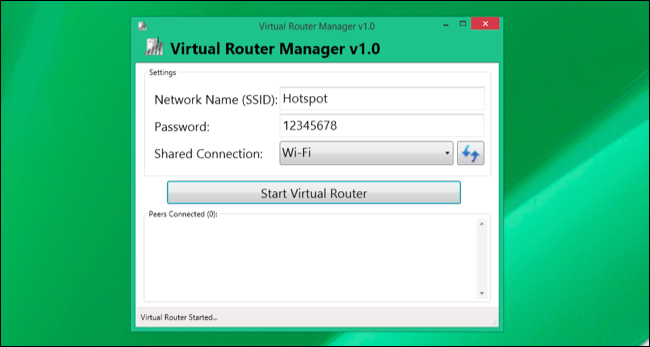 Virtual Router Manager v1.0
Virtual Router Manager v1.0
Settings
Network Name (SSID): Hotspot
Password: 12345678
Shared Connection: Wi-Fi
Start Virtual Router
Peers Connected (0):
Virtual Router Started...